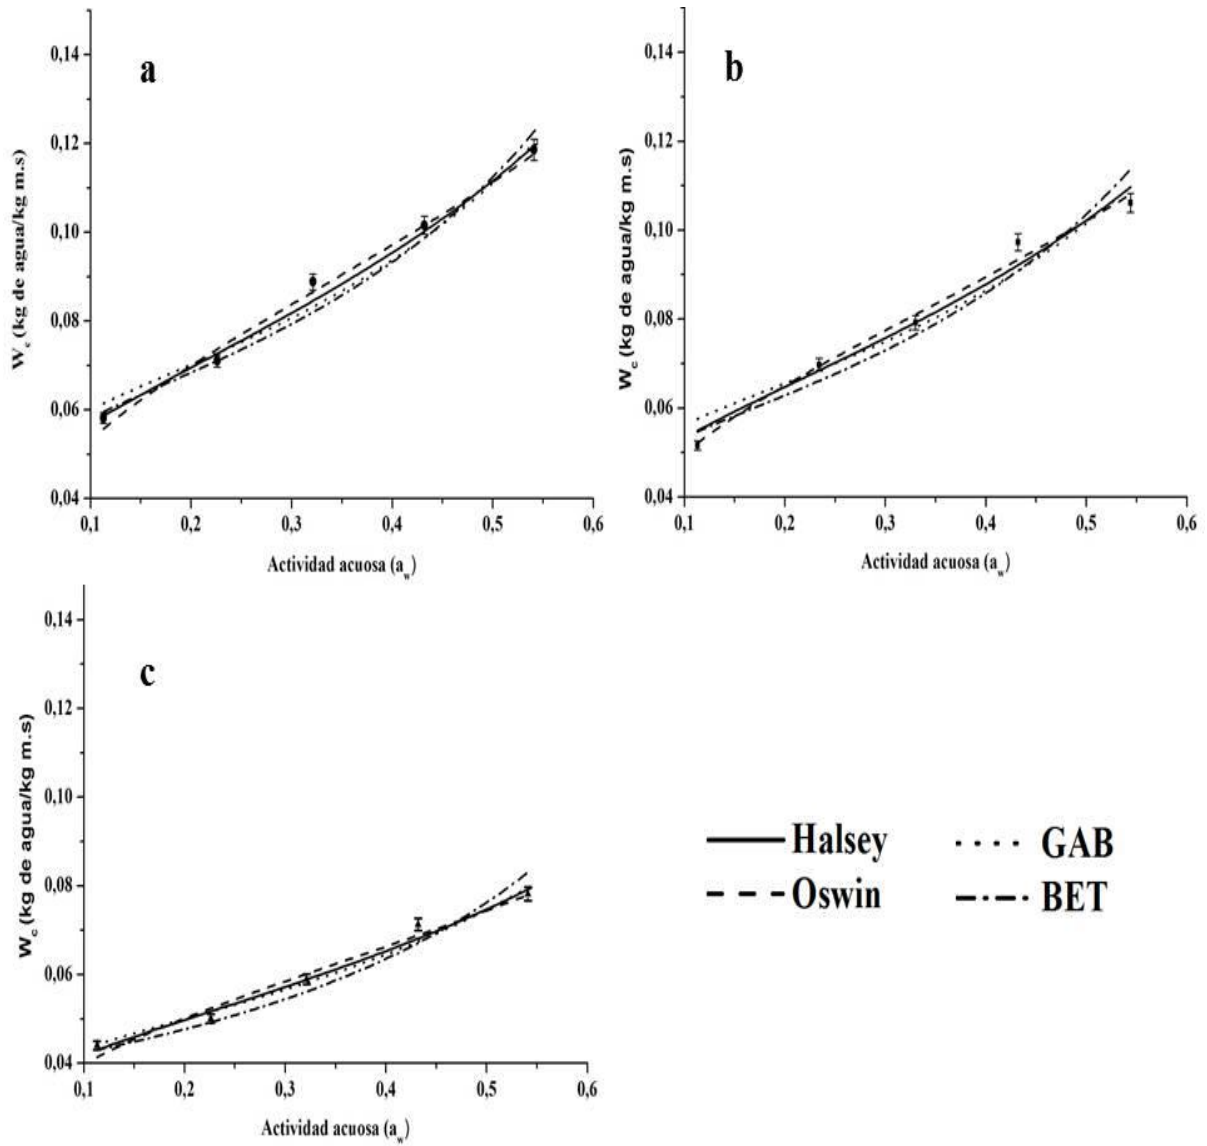 a
0,14
0,12
0,10
0,08
0,06
0,04
0,1 0,2 0,3 0,4 0,5 0,6
Wₑ (kg de agua/kg m.s)
Actividad acuosa (a_w)
b
0,14
0,12
0,10
0,08
0,06
0,04
0,1 0,2 0,3 0,4 0,5 0,6
Wₑ (kg de agua/kg m.s)
Actividad acuosa (a_w)
c
0,14
0,12
0,10
0,08
0,06
0,04
0,1 0,2 0,3 0,4 0,5 0,6
Wₑ (kg de agua/kg m.s)
Actividad acuosa (a_w)
Halsey
GAB
Oswin
BET